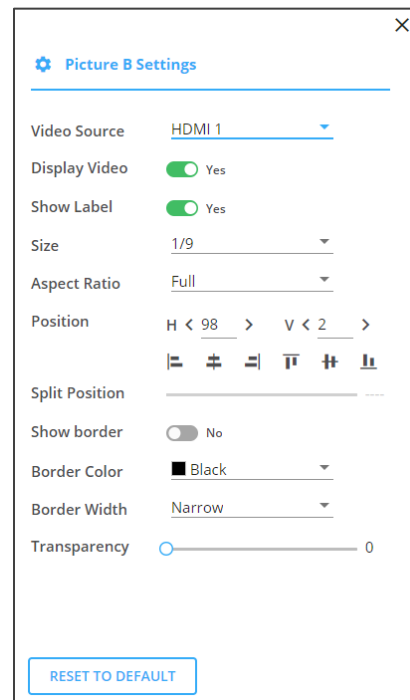 Picture B Settings
Video Source HDMI 1
Display Video Yes
Show Label Yes
Size 1/9
Aspect Ratio Full
Position H < 98 > V < 2 >
Split Position ----
Show border No
Border Color Black
Border Width Narrow
Transparency 0
RESET TO DEFAULT